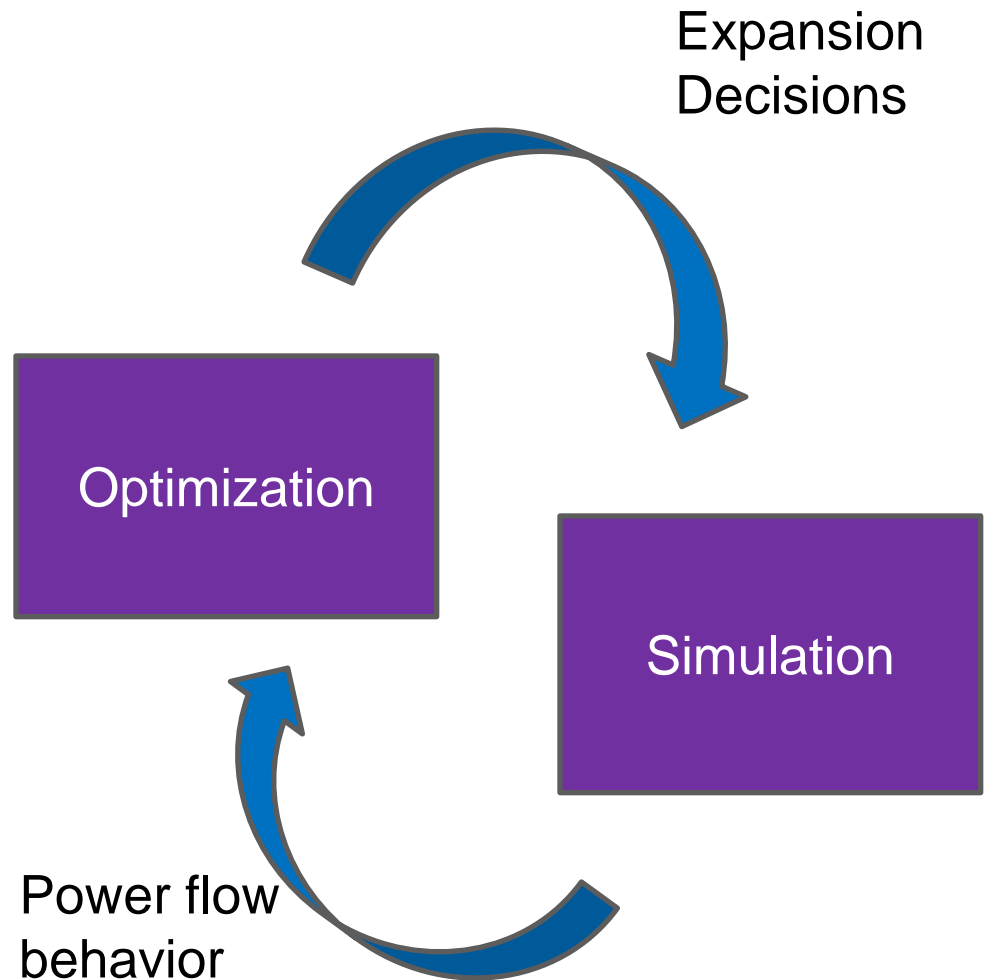 Expansion
Decisions
Optimization
Simulation
Power flow
behavior